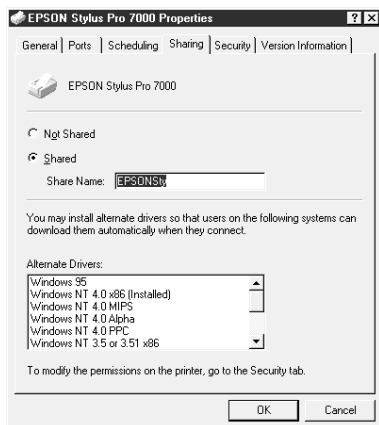 EPSON Stylus Pro 7000 Properties
General Ports Scheduling Sharing Security Version Information
EPSON Stylus Pro 7000
Not Shared
Shared
Share Name: EPSONSty
You may install alternate drivers so that users on the following systems can
download them automatically when they connect.
Alternate Drivers:
Windows 95
Windows NT 4.0 x86 (Installed)
Windows NT 4.0 MIPS
Windows NT 4.0 Alpha
Windows NT 4.0 PPC
Windows NT 3.5 or 3.51 x86
To modify the permissions on the printer, go to the Security tab.
OK Cancel